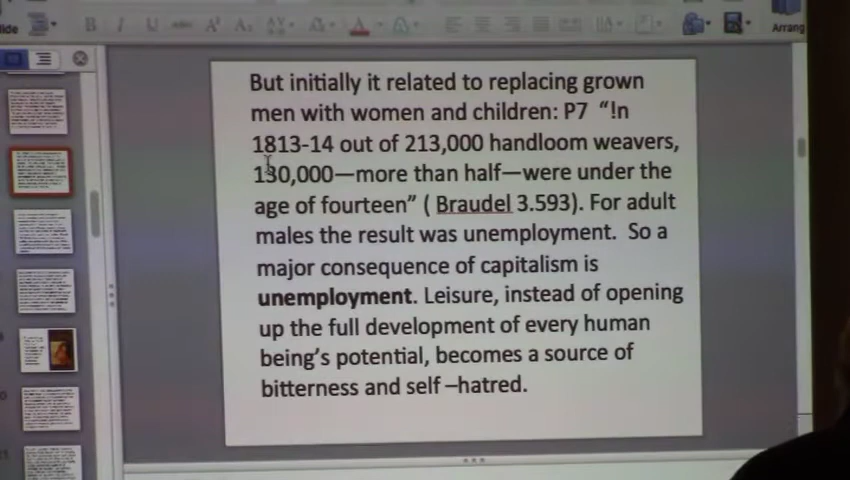 lide
Arrang
But initially it related to replacing grown
men with women and children: P7 “!n
1813-14 out of 213,000 handloom weavers,
130,000—more than half—were under the
age of fourteen” ( Braudel 3.593). For adult
males the result was unemployment. So a
major consequence of capitalism is
unemployment. Leisure, instead of opening
up the full development of every human
being’s potential, becomes a source of
bitterness and self –hatred.